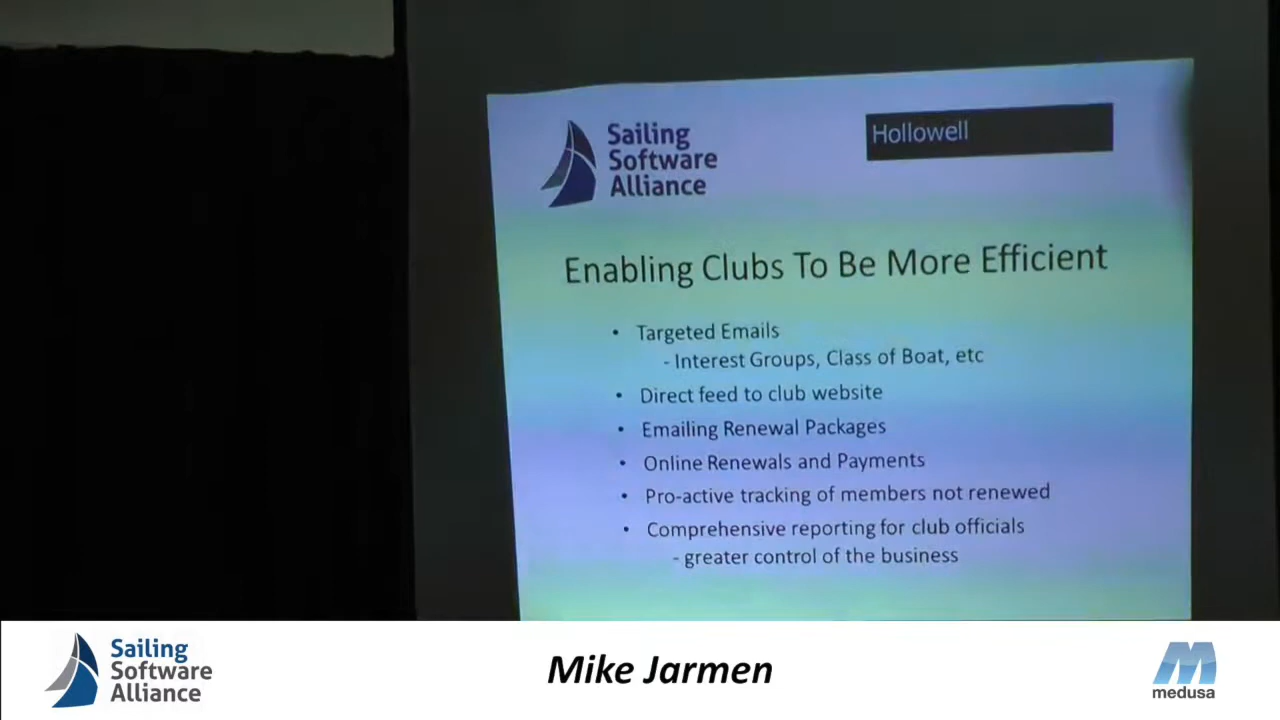 Sailing
Software
Alliance
Hollowell
Enabling Clubs To Be More Efficient
• Targeted Emails
- Interest Groups, Class of Boat, etc
• Direct feed to club website
• Emailing Renewal Packages
• Online Renewals and Payments
• Pro-active tracking of members not renewed
• Comprehensive reporting for club officials
- greater control of the business
Sailing
Software
Alliance
Mike Jarmen
medusa